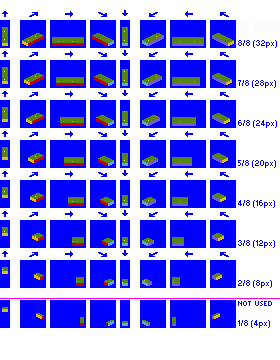 8/8 (32px)
7/8 (28px)
6/8 (24px)
5/8 (20px)
4/8 (16px)
3/8 (12px)
2/8 (8px)
NOT USED
1/8 (4px)